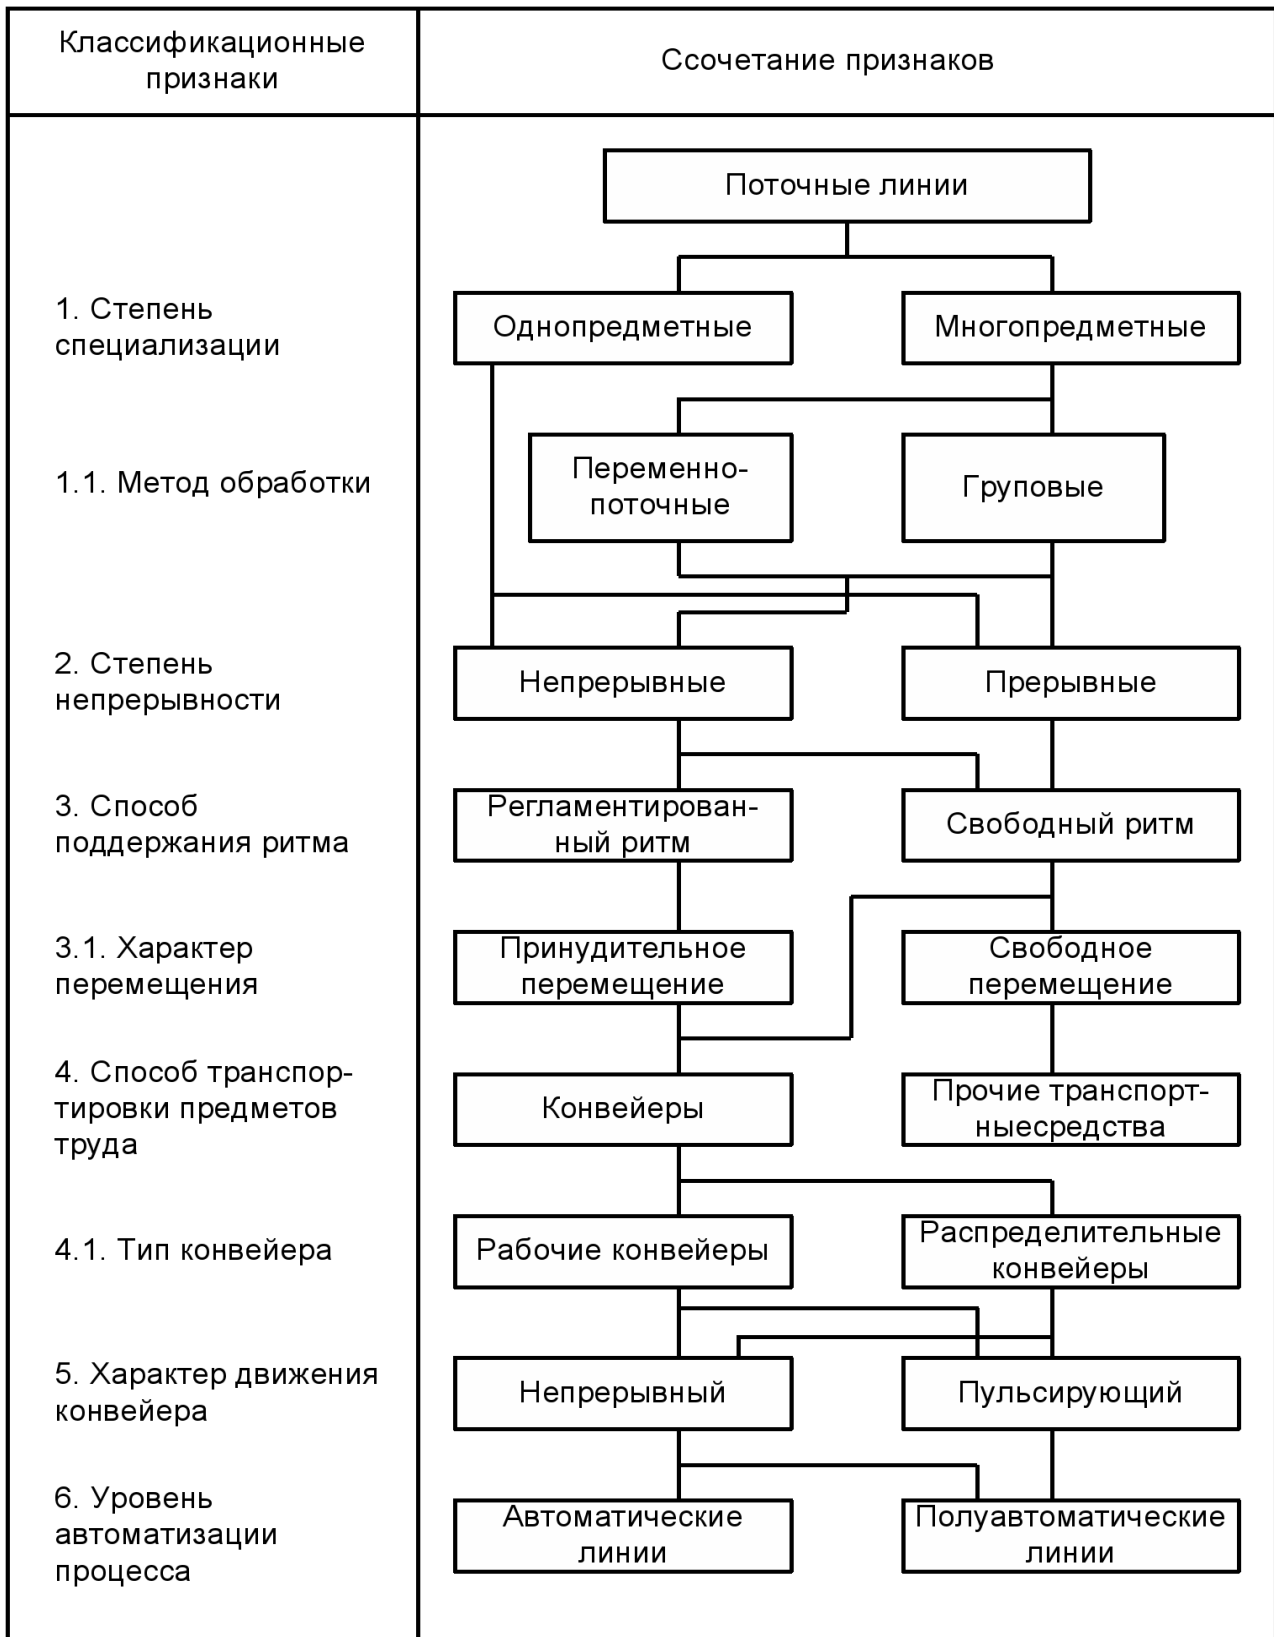 Классификационные
признаки
Ссочетание признаков
Поточные линии
1. Степень
специализации
Однопредметные
Многопредметные
1.1. Метод обработки
Переменно-
поточные
Груповые
2. Степень
непрерывности
Непрерывные
Прерывные
3. Способ
поддержания ритма
Регламентирован-
ный ритм
Свободный ритм
3.1. Характер
перемещения
Принудительное
перемещение
Свободное
перемещение
4. Способ транспор-
тировки предметов
труда
Конвейеры
Прочие транспорт-
ныесредства
4.1. Тип конвейера
Рабочие конвейеры
Распределительные
конвейеры
5. Характер движения
конвейера
Непрерывный
Пульсирующий
6. Уровень
автоматизации
процесса
Автоматические
линии
Полуавтоматические
линии